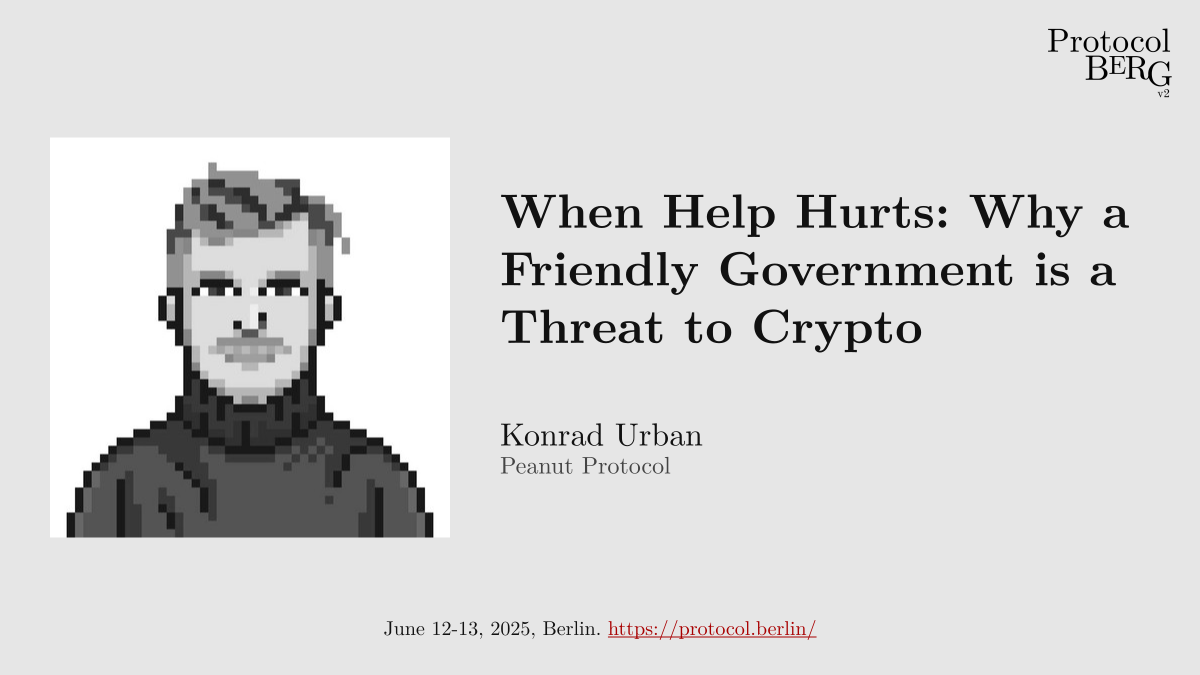 Protocol
BERG
v2
When Help Hurts: Why a
Friendly Government is a
Threat to Crypto
Konrad Urban
Peanut Protocol
June 12-13, 2025, Berlin. https://protocol.berlin/